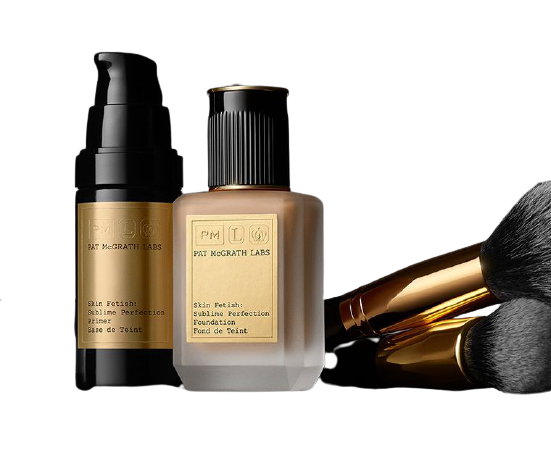 PM L
PAT McGRATH LABS
Skin Fetish:
Sublime Perfection
Primer
Base de Teint
PM L
PAT McGRATH LABS
Skin Fetish:
Sublime Perfection
Foundation
Fond de Teint